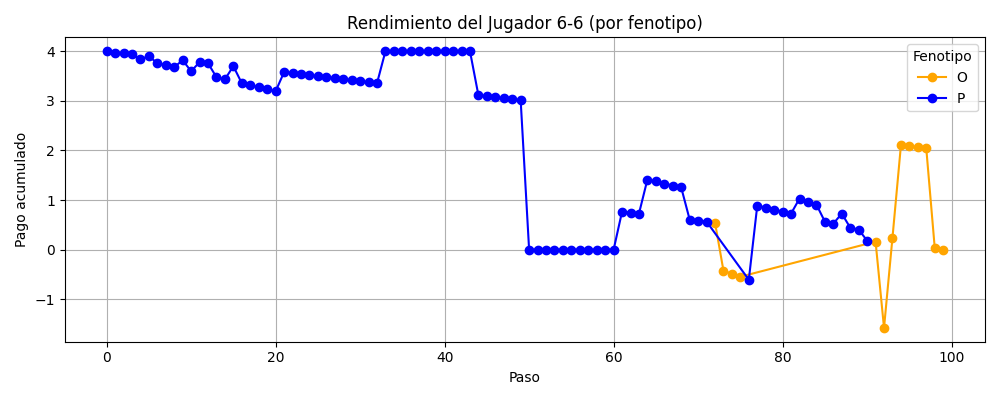 Rendimiento del Jugador 6-6 (por fenotipo)
Pago acumulado
4
3
2
1
0
−1
Fenotipo
O
P
0
20
40
60
80
100
Paso